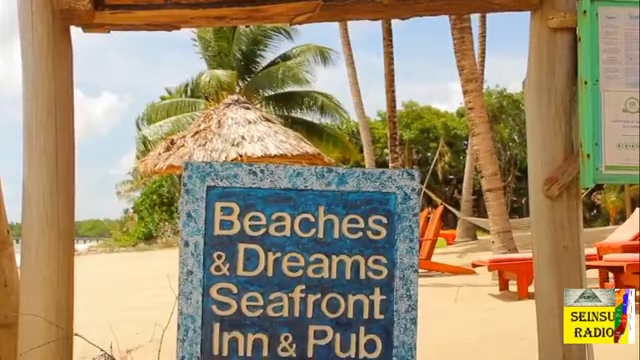 Beaches
& Dreams
Seafront
Inn & Pub
SEINSU
RADIO